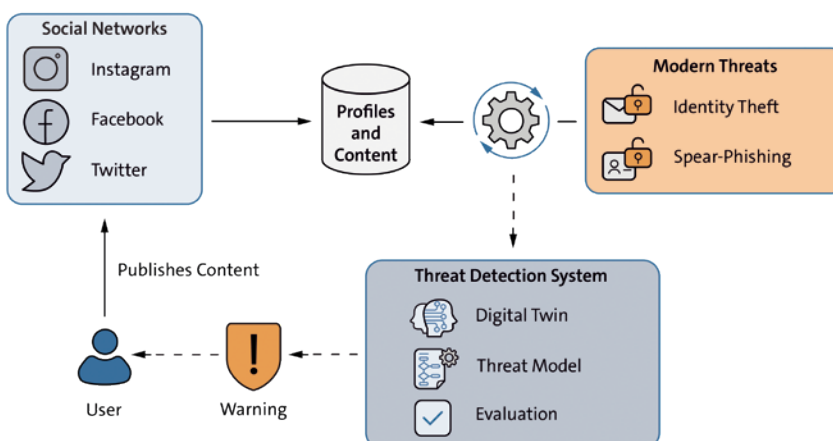 Social Networks
Instagram
Facebook
Twitter
Profiles
and
Content
Modern Threats
Identity Theft
Spear-Phishing
Publishes Content
User
Warning
Threat Detection System
Digital Twin
Threat Model
Evaluation